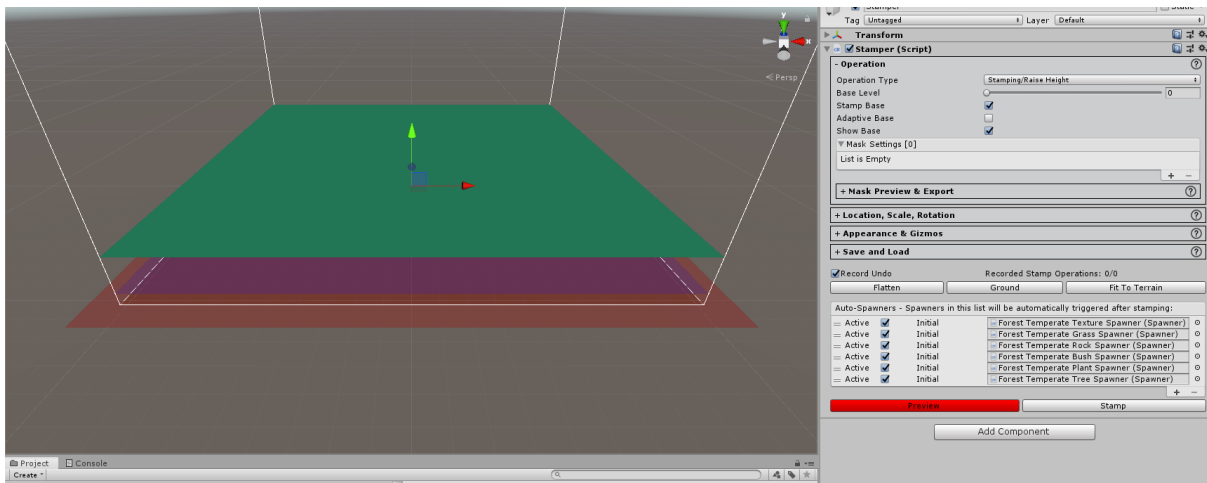 y
x
Persp
Stamper
Static
Tag Untagged Layer Default
Transform
Stamper (Script)
- Operation
Operation Type Stamping/Raise Height
Base Level 0
Stamp Base
Adaptive Base
Show Base
Mask Settings [0]
List is Empty
+ −
+ Mask Preview & Export
+ Location, Scale, Rotation
+ Appearance & Gizmos
+ Save and Load
Record Undo Recorded Stamp Operations: 0/0
Flatten Ground Fit To Terrain
Auto-Spawners - Spawners in this list will be automatically triggered after stamping:
Active Initial Forest Temperate Texture Spawner (Spawner)
Active Initial Forest Temperate Grass Spawner (Spawner)
Active Initial Forest Temperate Rock Spawner (Spawner)
Active Initial Forest Temperate Bush Spawner (Spawner)
Active Initial Forest Temperate Plant Spawner (Spawner)
Active Initial Forest Temperate Tree Spawner (Spawner)
+ −
Preview Stamp
Add Component
Project Console
Create